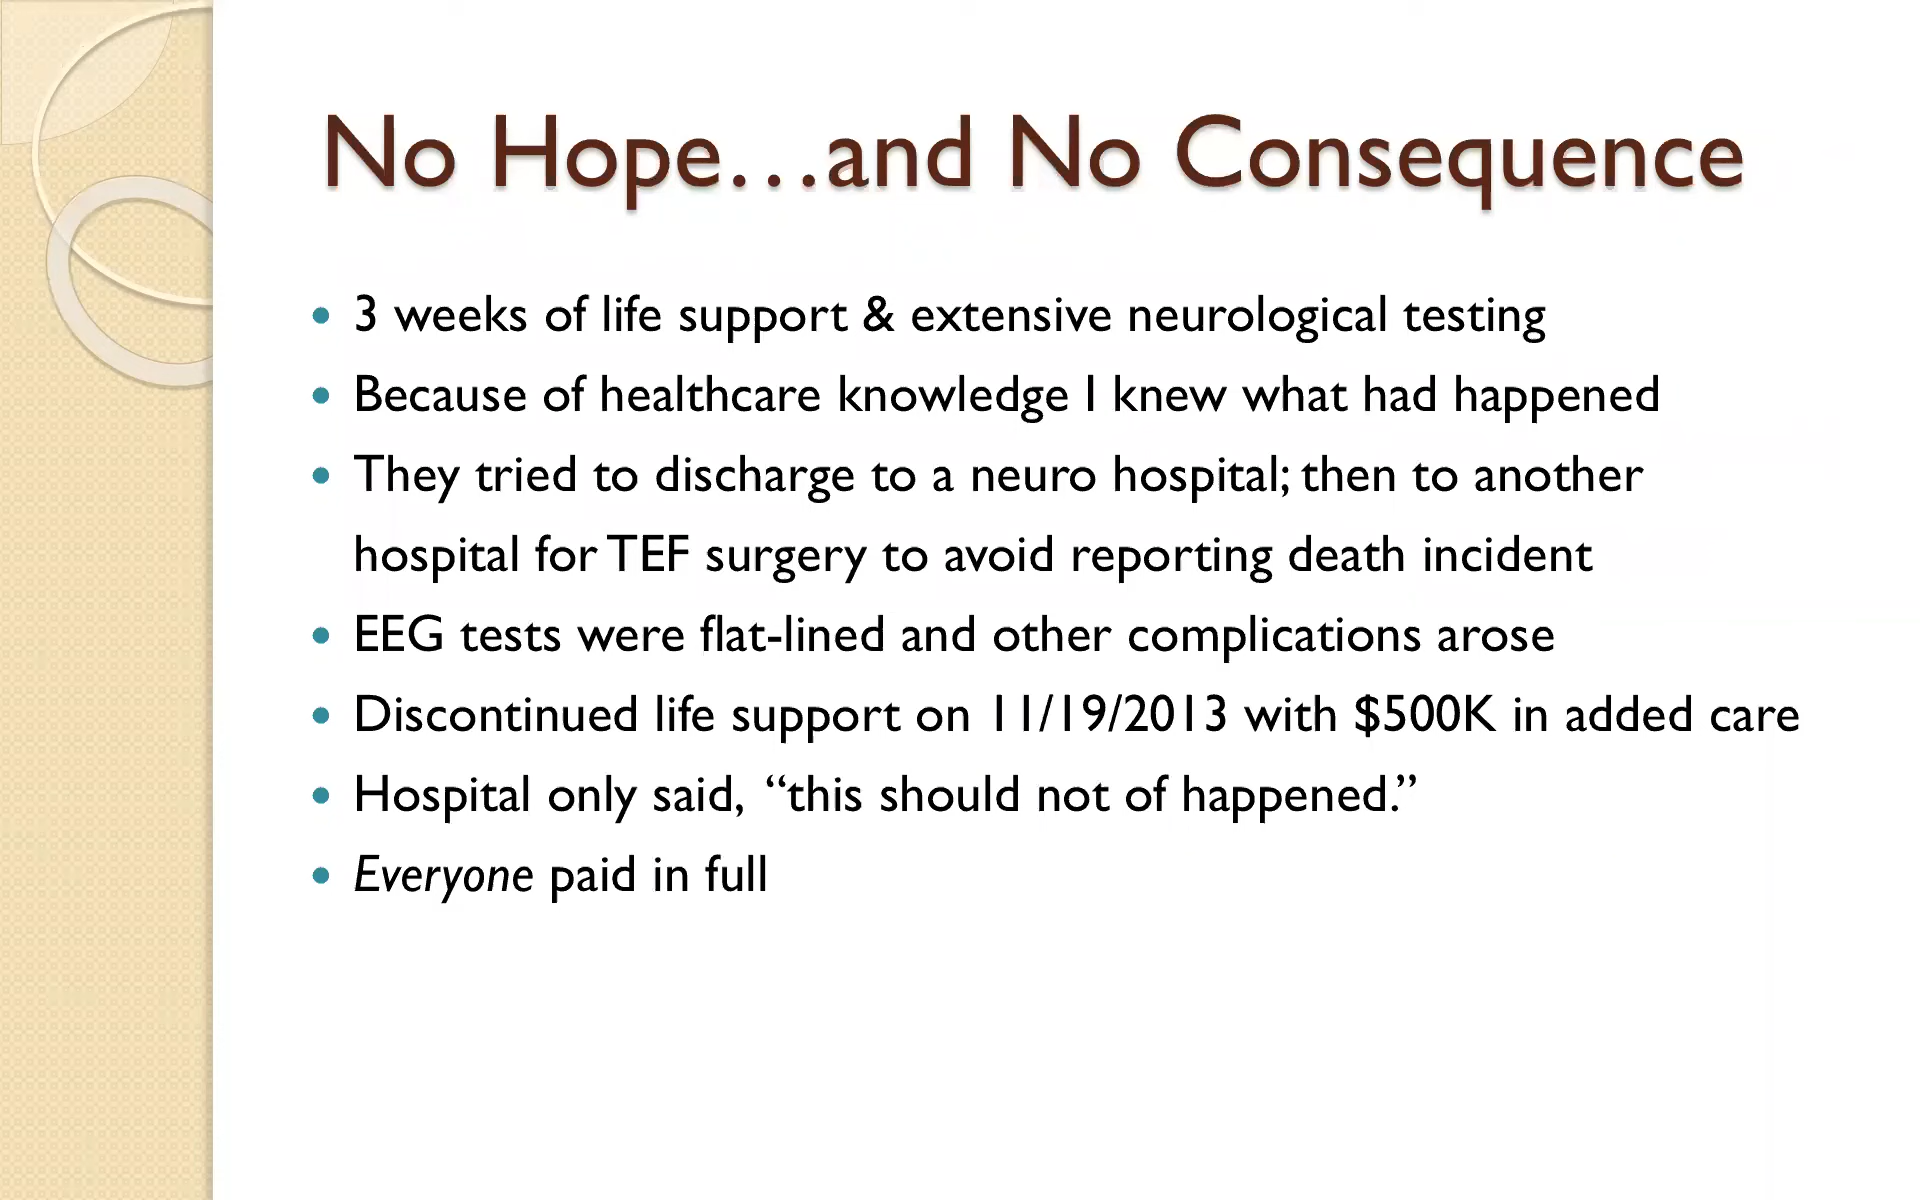 No Hope…and No Consequence
• 3 weeks of life support & extensive neurological testing
• Because of healthcare knowledge I knew what had happened
• They tried to discharge to a neuro hospital; then to another
hospital for TEF surgery to avoid reporting death incident
• EEG tests were flat-lined and other complications arose
• Discontinued life support on 11/19/2013 with $500K in added care
• Hospital only said, “this should not of happened.”
• Everyone paid in full